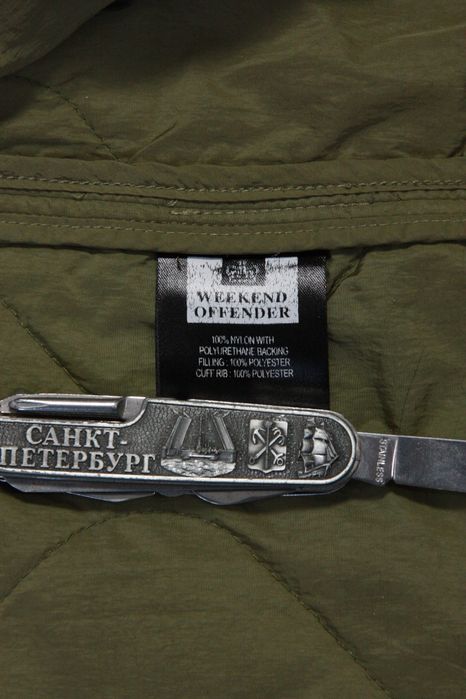 WEEKEND
OFFENDER
100% NYLON WITH
POLYURETHANE BACKING
FILLING : 100% POLYESTER
CUFF RIB : 100% POLYESTER
САНКТ-
ПЕТЕРБУРГ
STAINLESS